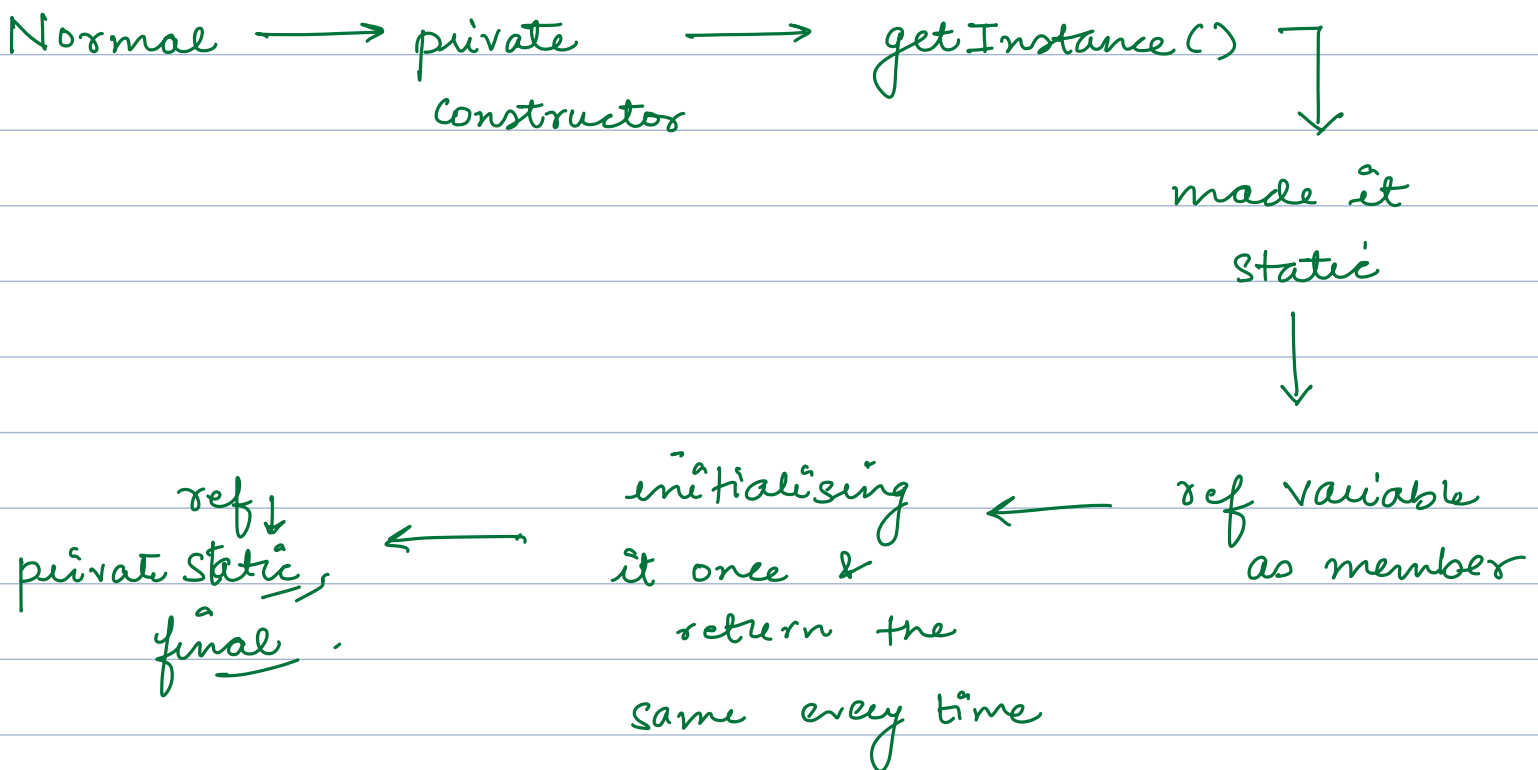 Normal → private → getInstance()
constructor
made it
static
ref variable
as member
initialising
it once &
return the
same every time
ref
private static,
final.